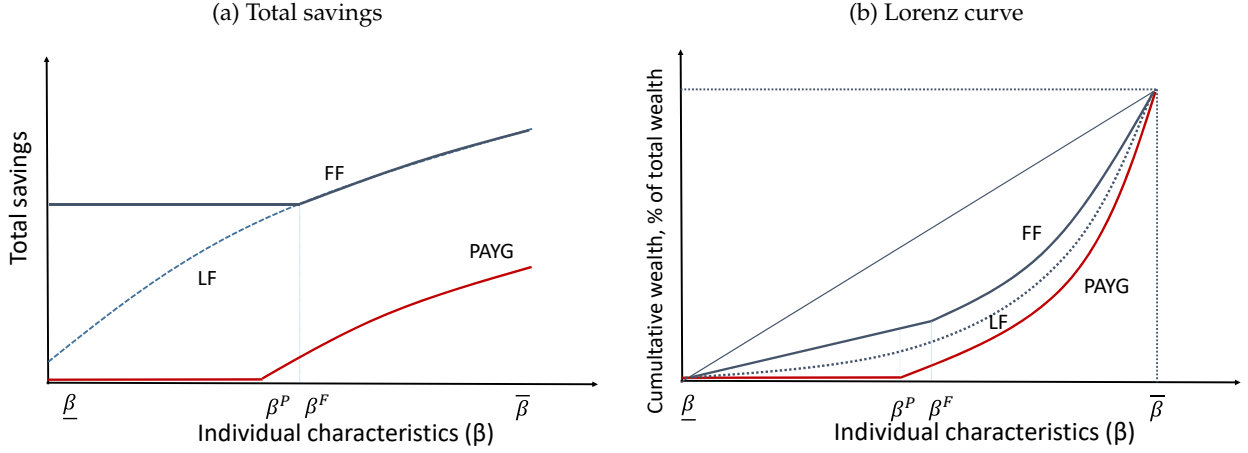 (a) Total savings
Total savings
FF
LF
PAYG
β
β^P
β^F
β̅
Individual characteristics (β)
(b) Lorenz curve
Cumultative wealth, % of total wealth
FF
LF
PAYG
β
β^P
β^F
β̅
Individual characteristics (β)